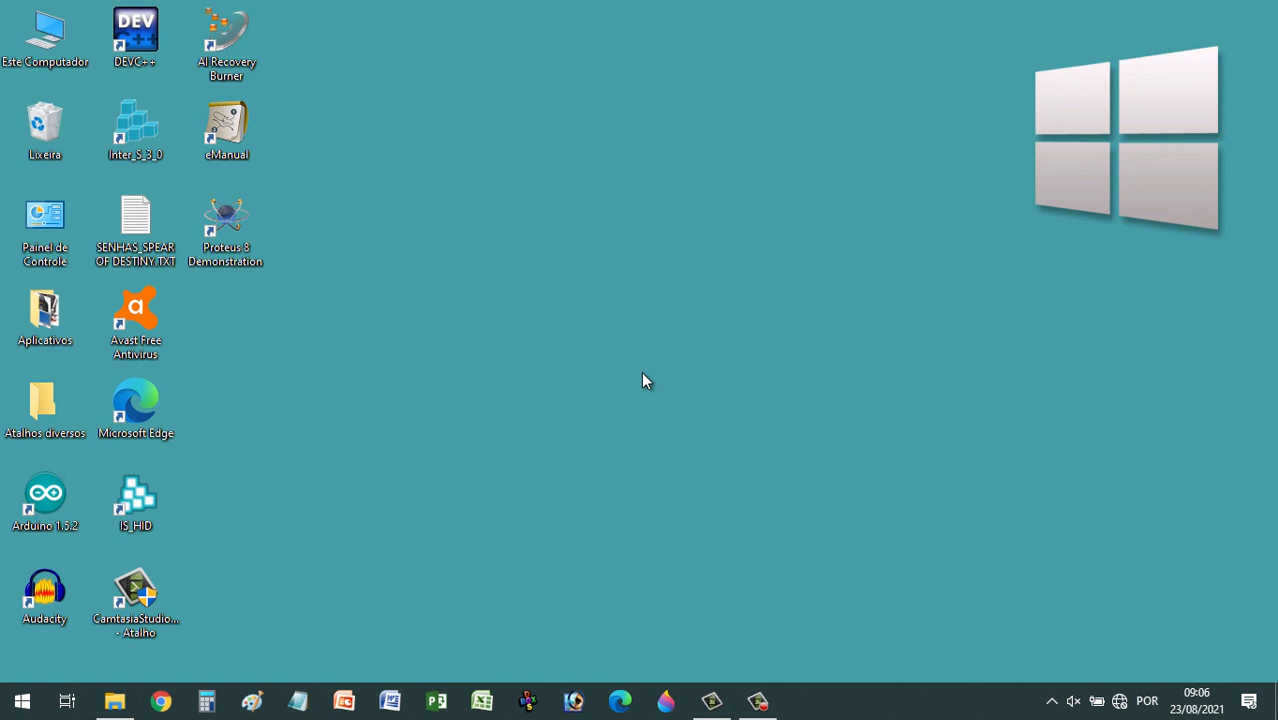 Este Computador
DEV
C++
DEVC++
AI Recovery
Burner
Lixeira
Inter_S_3_0
eManual
Painel de
Controle
SENHAS_SPEAR
OF DESTINY.TXT
Proteus 8
Demonstration
Aplicativos
a
Avast Free
Antivirus
Atalhos diversos
Microsoft Edge
Arduino 1.5.2
IS_HID
Audacity
CamtasiaStudio...
- Atalho
POR
09:06
23/08/2021